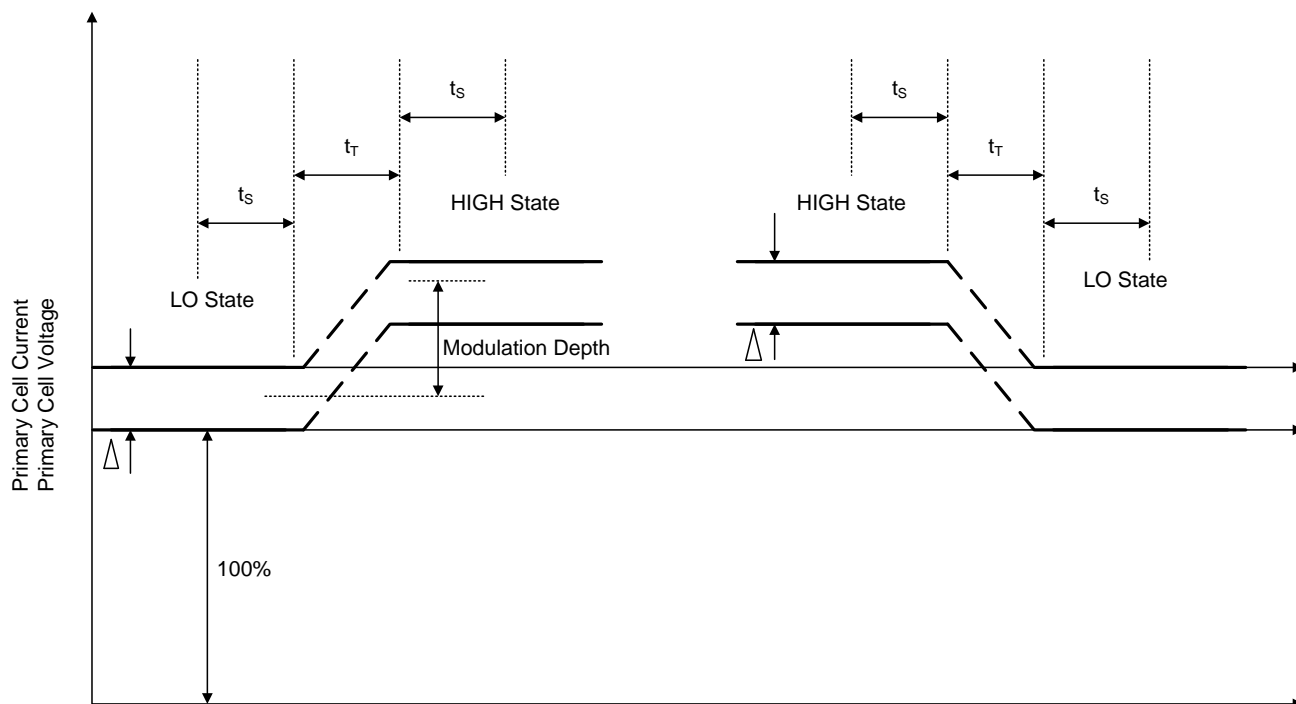 tS
tS
tT
tT
tS
HIGH State
HIGH State
tS
LO State
LO State
Modulation Depth
Δ
Δ
Primary Cell Current
Primary Cell Voltage
100%